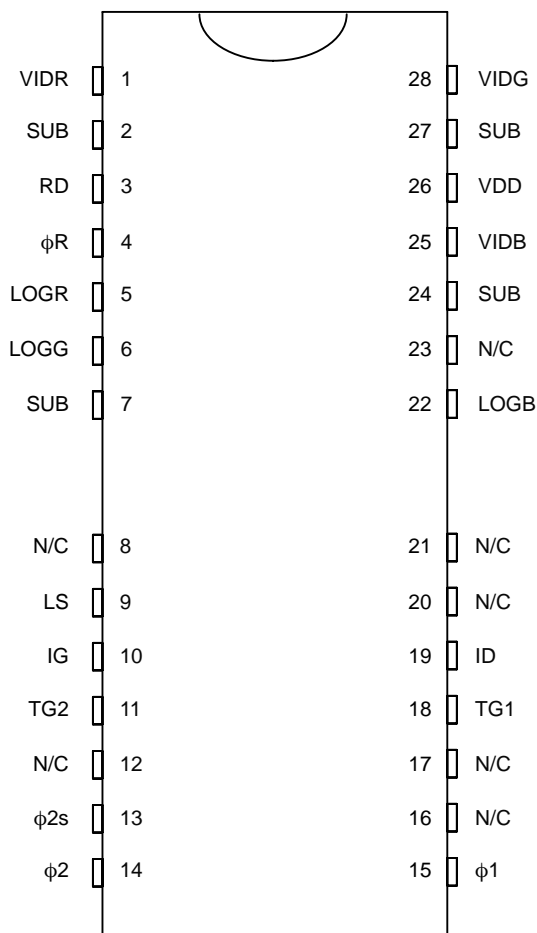 VIDR 1 28 VIDG
SUB 2 27 SUB
RD 3 26 VDD
ϕR 4 25 VIDB
LOGR 5 24 SUB
LOGG 6 23 N/C
SUB 7 22 LOGB
N/C 8 21 N/C
LS 9 20 N/C
IG 10 19 ID
TG2 11 18 TG1
N/C 12 17 N/C
ϕ2s 13 16 N/C
ϕ2 14 15 ϕ1